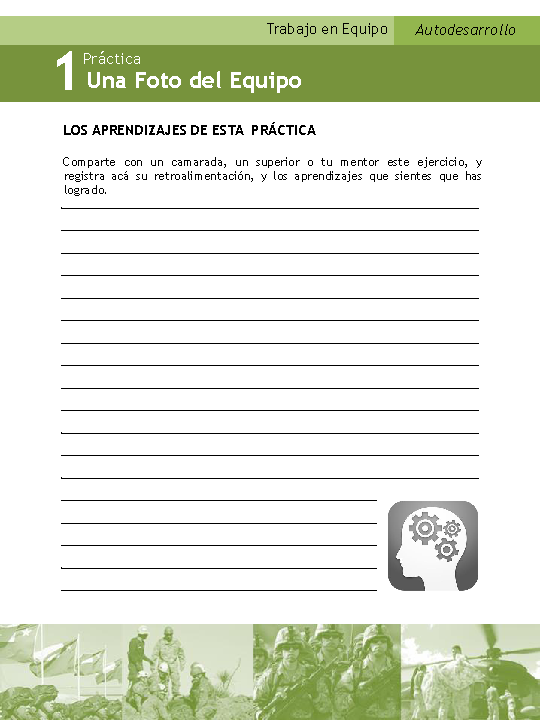 Trabajo en Equipo
Autodesarrollo
1
Práctica
Una Foto del Equipo
LOS APRENDIZAJES DE ESTA PRÁCTICA
Comparte con un camarada, un superior o tu mentor este ejercicio, y
registra acá su retroalimentación, y los aprendizajes que sientes que has
logrado.